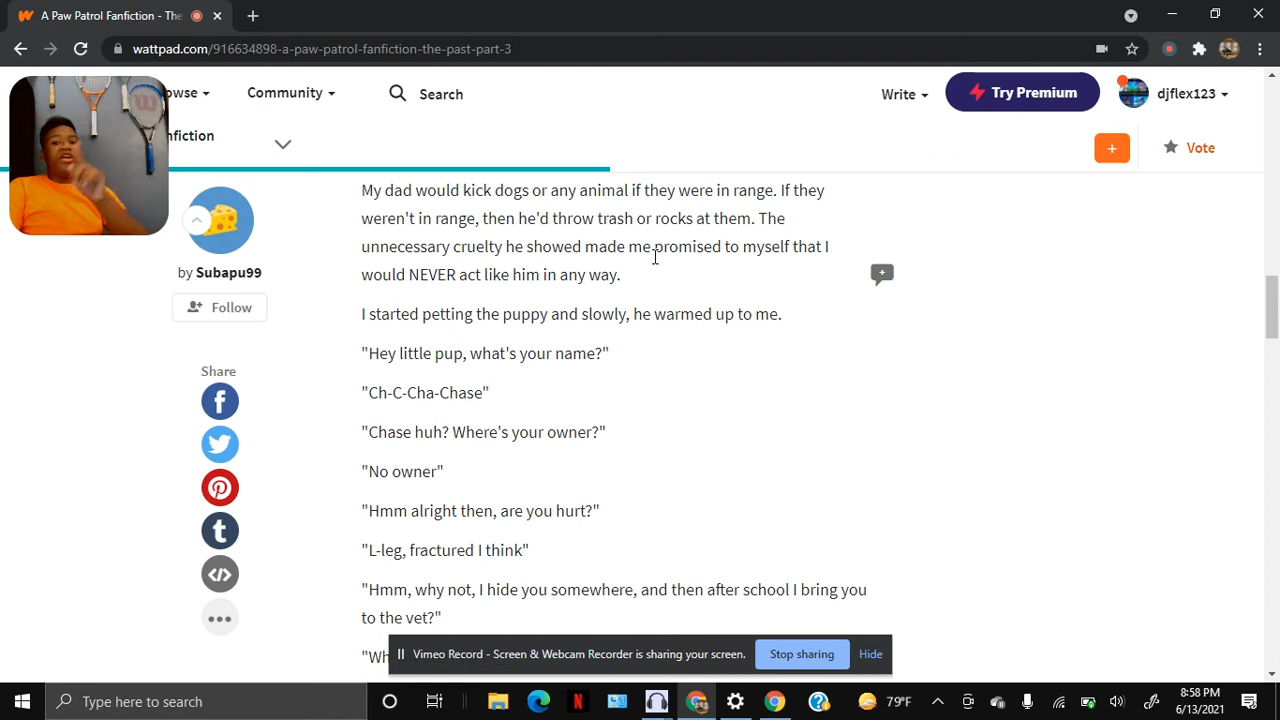 A Paw Patrol Fanfiction - The
wattpad.com/916634898-a-paw-patrol-fanfiction-the-past-part-3
owse
Community
Search
Write
Try Premium
djflex123
nfiction
+
Vote
My dad would kick dogs or any animal if they were in range. If they
weren't in range, then he'd throw trash or rocks at them. The
unnecessary cruelty he showed made me promised to myself that I
would NEVER act like him in any way.
+
by Subapu99
Follow
I started petting the puppy and slowly, he warmed up to me.
"Hey little pup, what's your name?"
Share
"Ch-C-Cha-Chase"
"Chase huh? Where's your owner?"
"No owner"
"Hmm alright then, are you hurt?"
"L-leg, fractured I think"
"Hmm, why not, I hide you somewhere, and then after school I bring you
to the vet?"
"Wh
Vimeo Record - Screen & Webcam Recorder is sharing your screen.
Stop sharing
Hide
Type here to search
79°F
8:58 PM
6/13/2021